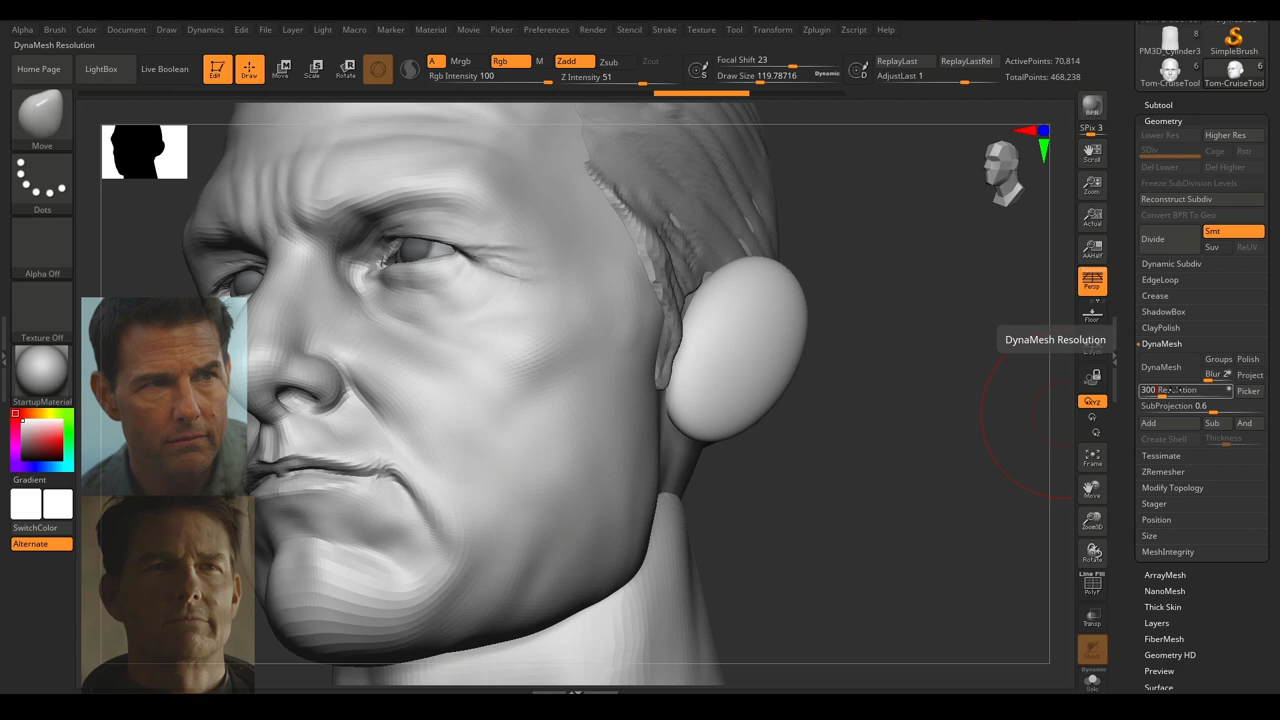 Alpha Brush Color Document Draw Dynamics Edit File Layer Light Macro Marker Material Movie Picker Preferences Render Stencil Stroke Texture Tool Transform Zplugin Zscript Help
DynaMesh Resolution
Home Page LightBox Live Boolean Edit Draw Move Scale Rotate
A Mrgb Rgb M Zadd Zsub Zcut
Rgb Intensity 100 Z Intensity 51
S Focal Shift 23
Draw Size 119.78716 Dynamic D
ReplayLast ReplayLastRel
AdjustLast 1
ActivePoints: 70,814
TotalPoints: 468,238
Move
Dots
Alpha Off
Texture Off
StartupMaterial
Gradient
SwitchColor
Alternate
BPR
SPix 3
Scroll
Zoom
Actual
AAHalf
Persp
Floor
DynaMesh Resolution
Frame
Move
Zoom3D
Rotate
Line Fill
PolyF
Transp
Dynamic
Solo
8
PM3D_Cylinder3 SimpleBrush
6 6
Tom-CruiseTool Tom-CruiseTool
Subtool
Geometry
Lower Res Higher Res
SDiv Cage Rstr
Del Lower Del Higher
Freeze SubDivision Levels
Reconstruct Subdiv
Convert BPR To Geo
Divide Smt
Suv ReUV
Dynamic Subdiv
EdgeLoop
Crease
ShadowBox
ClayPolish
DynaMesh
DynaMesh Groups Polish
Blur 2 Project
300 Resolution Picker
SubProjection 0.6
Add Sub And
Create Shell Thickness
Tessimate
ZRemesher
Modify Topology
Stager
Position
Size
MeshIntegrity
ArrayMesh
NanoMesh
Thick Skin
Layers
FiberMesh
Geometry HD
Preview
Surface